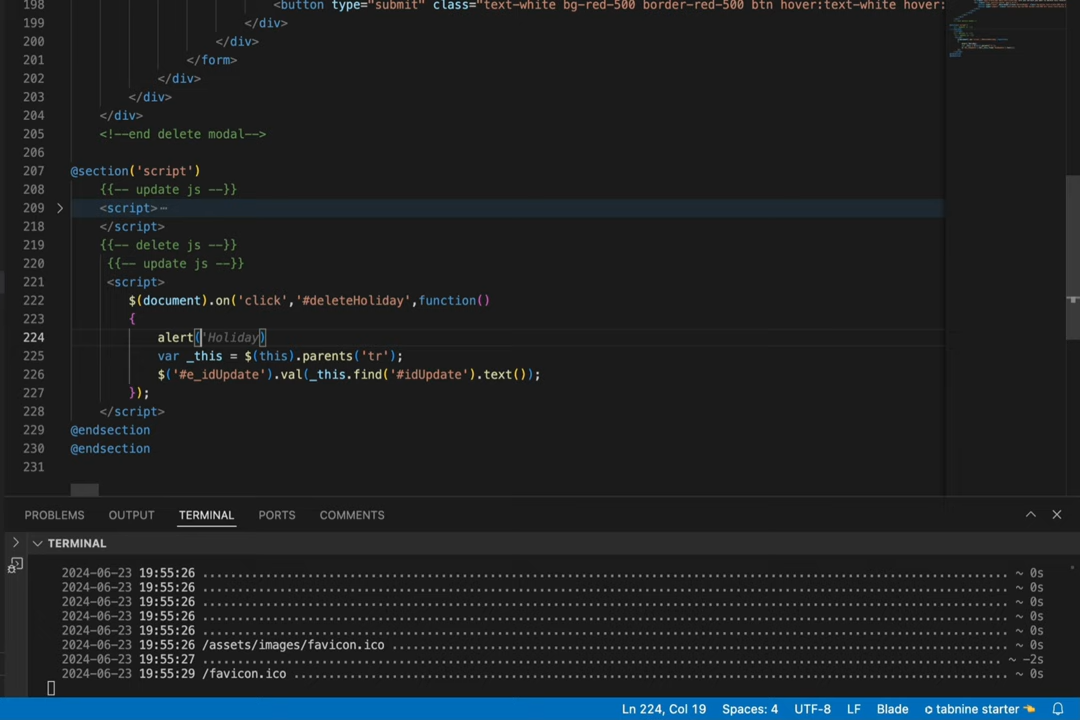 198 <button type="submit" class="text-white bg-red-500 border-red-500 btn hover:text-white hover:
199 </div>
200 </div>
201 </form>
202 </div>
203 </div>
204 </div>
205 <!--end delete modal-->
206
207 @section('script')
208 {{-- update js --}}
209 <script>⋯
218 </script>
219 {{-- delete js --}}
220 {{-- update js --}}
221 <script>
222 $(document).on('click','#deleteHoliday',function()
223 {
224 alert('Holiday)
225 var _this = $(this).parents('tr');
226 $('#e_idUpdate').val(_this.find('#idUpdate').text());
227 });
228 </script>
229 @endsection
230 @endsection
231
PROBLEMS OUTPUT TERMINAL PORTS COMMENTS
TERMINAL
2024-06-23 19:55:26 ........................................ ~ 0s
2024-06-23 19:55:26 ........................................ ~ 0s
2024-06-23 19:55:26 ........................................ ~ 0s
2024-06-23 19:55:26 ........................................ ~ 0s
2024-06-23 19:55:26 ........................................ ~ 0s
2024-06-23 19:55:26 /assets/images/favicon.ico ........................................ ~ 0s
2024-06-23 19:55:27 ........................................ ~ -2s
2024-06-23 19:55:29 /favicon.ico ........................................ ~ 0s
Ln 224, Col 19 Spaces: 4 UTF-8 LF Blade tabnine starter 👈